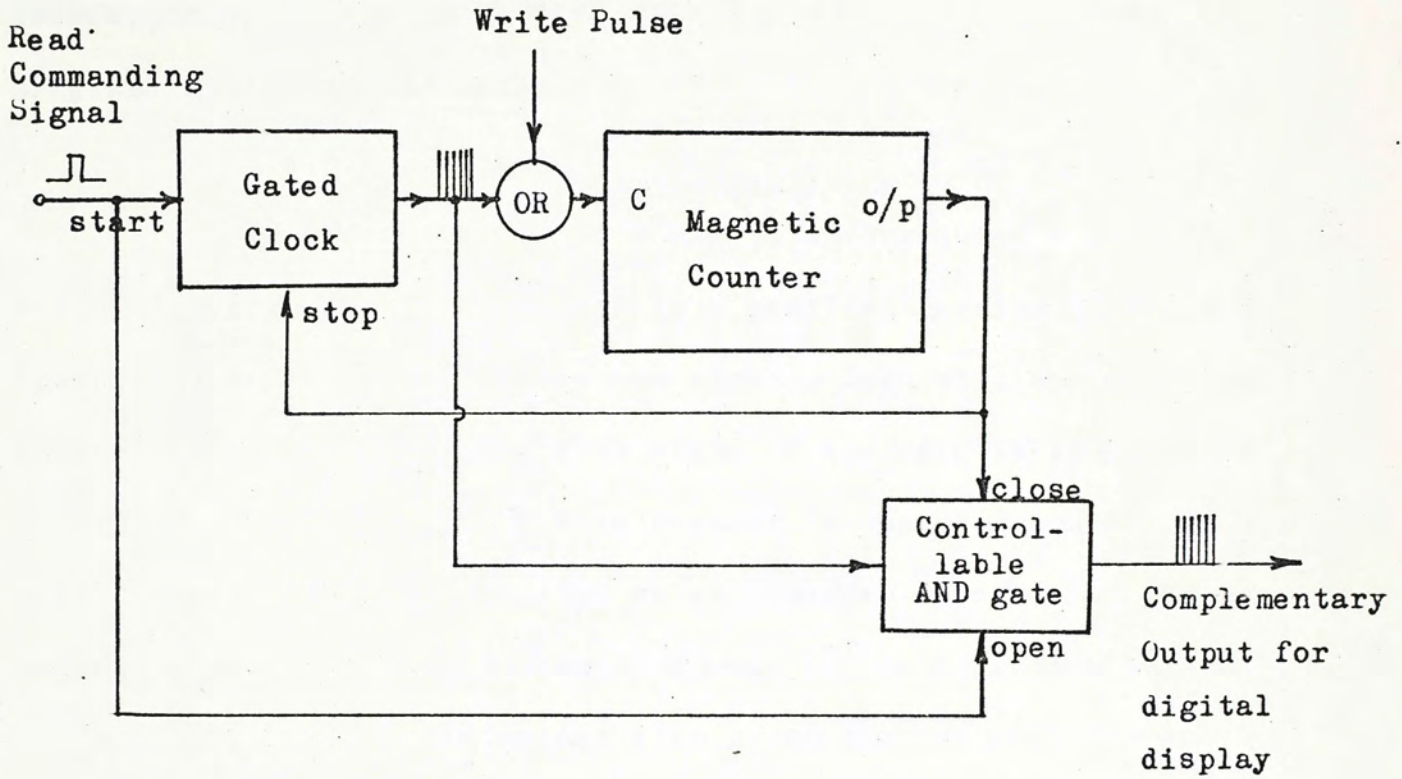 Write Pulse
Read
Commanding
Signal
start
Gated
Clock
OR
C
o/p
Magnetic
Counter
stop
close
Control-
lable
AND gate
open
Complementary
Output for
digital
display